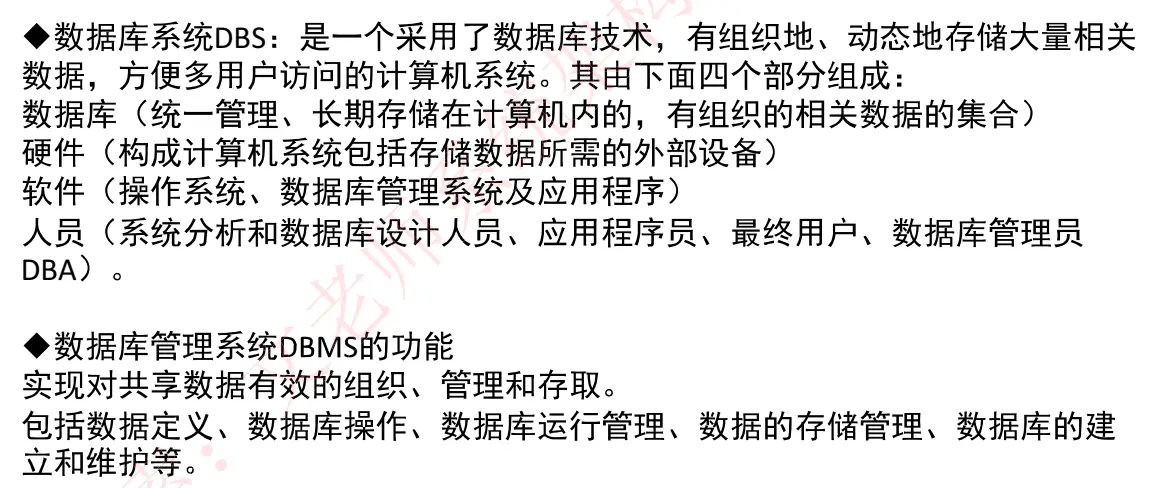 ◆数据库系统DBS：是一个采用了数据库技术，有组织地、动态地存储大量相关
数据，方便多用户访问的计算机系统。其由下面四个部分组成：
数据库（统一管理、长期存储在计算机内的，有组织的相关数据的集合）
硬件（构成计算机系统包括存储数据所需的外部设备）
软件（操作系统、数据库管理系统及应用程序）
人员（系统分析和数据库设计人员、应用程序员、最终用户、数据库管理员
DBA）。
◆数据库管理系统DBMS的功能
实现对共享数据有效的组织、管理和存取。
包括数据定义、数据库操作、数据库运行管理、数据的存储管理、数据库的建
立和维护等。
文老师系统架构